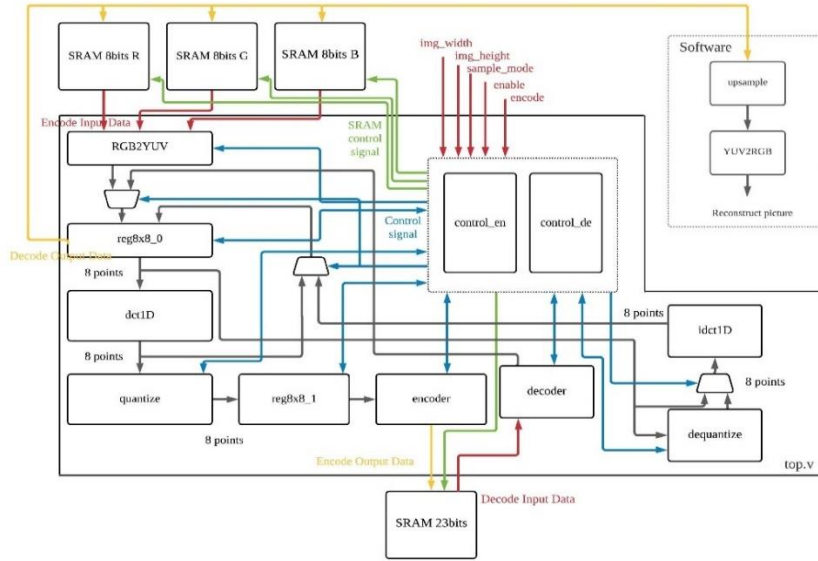 SRAM 8bits R
SRAM 8bits G
SRAM 8bits B
img_width
img_height
sample_mode
enable
encode
Software
upsample
YUV2RGB
Reconstruct picture
Encode Input Data
RGB2YUV
SRAM
control
signal
control_en
control_de
Control
signal
reg8x8_0
Decode Output Data
8 points
dct1D
8 points
idct1D
8 points
8 points
quantize
reg8x8_1
encoder
decoder
dequantize
8 points
Encode Output Data
top.v
SRAM 23bits
Decode Input Data